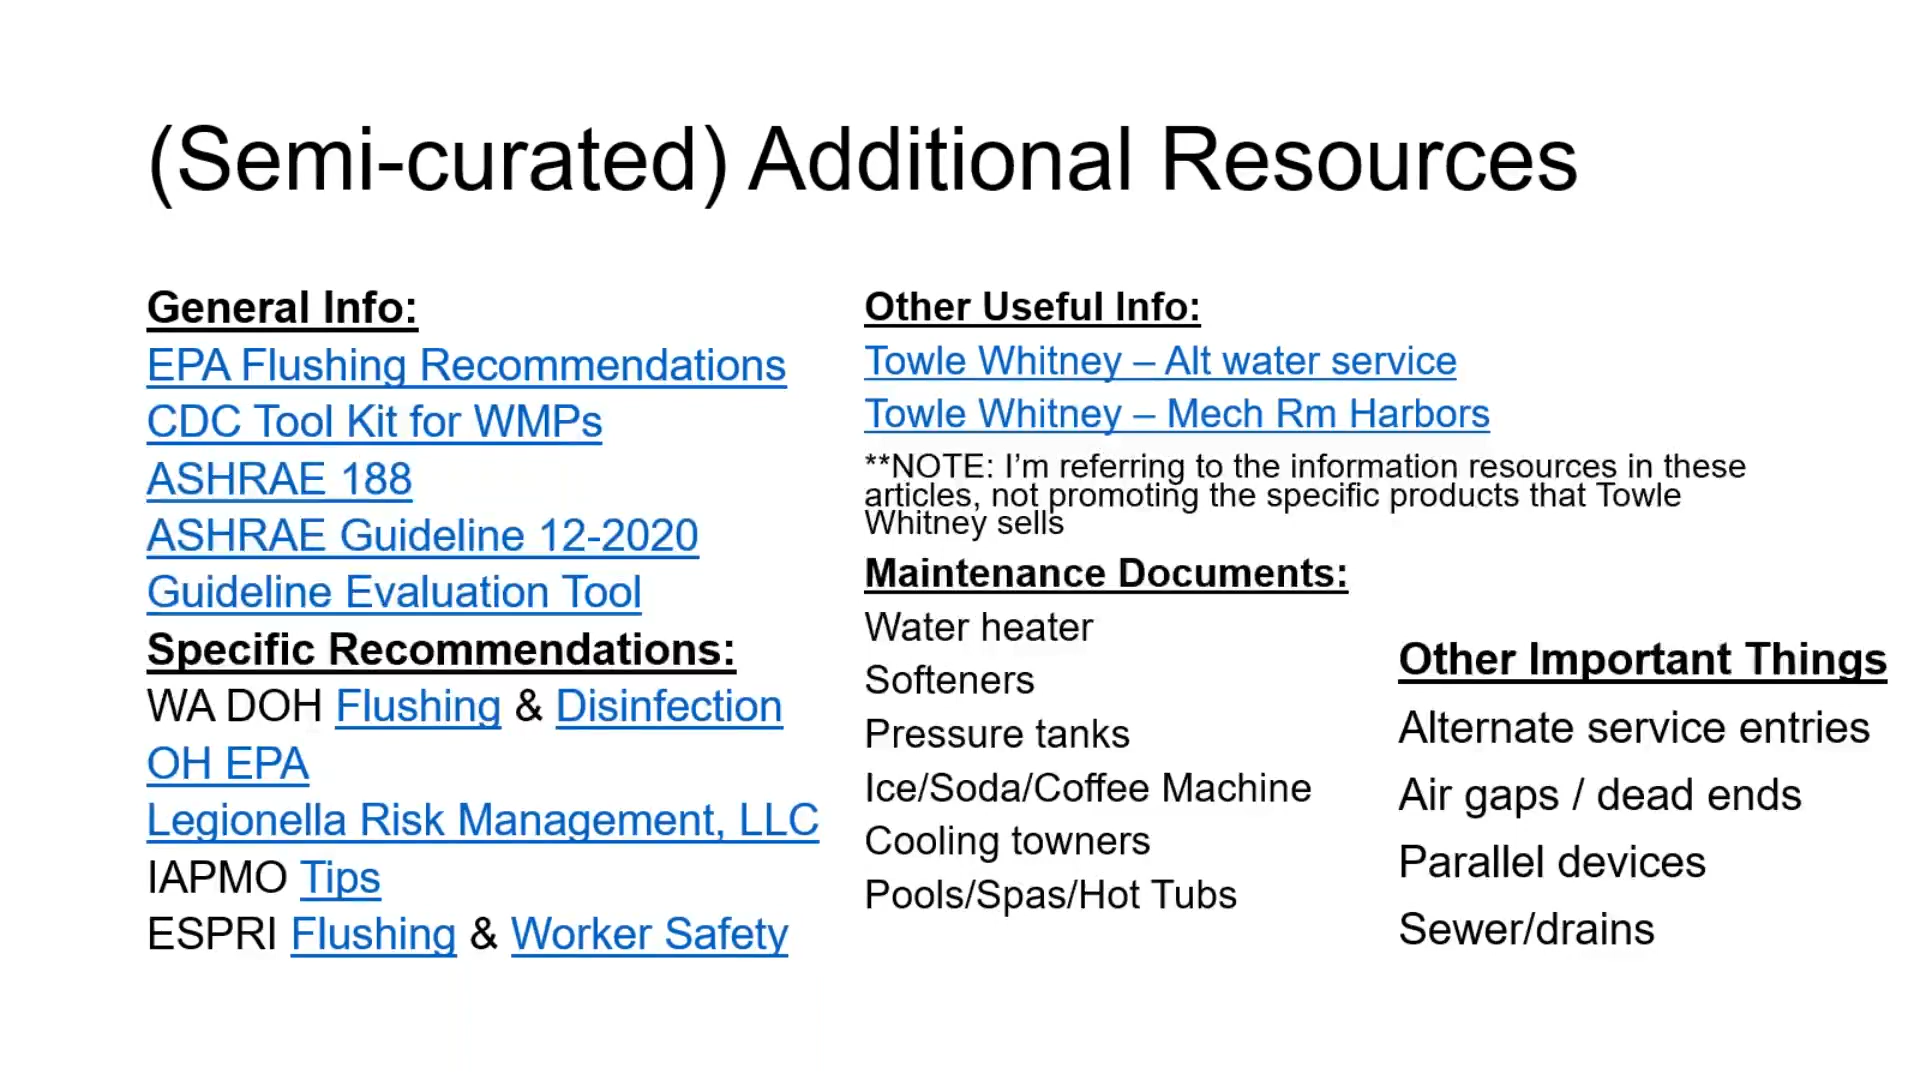 (Semi-curated) Additional Resources
General Info:
EPA Flushing Recommendations
CDC Tool Kit for WMPs
ASHRAE 188
ASHRAE Guideline 12-2020
Guideline Evaluation Tool
Specific Recommendations:
WA DOH Flushing & Disinfection
OH EPA
Legionella Risk Management, LLC
IAPMO Tips
ESPRI Flushing & Worker Safety
Other Useful Info:
Towle Whitney – Alt water service
Towle Whitney – Mech Rm Harbors
**NOTE: I’m referring to the information resources in these
articles, not promoting the specific products that Towle
Whitney sells
Maintenance Documents:
Water heater
Softeners
Pressure tanks
Ice/Soda/Coffee Machine
Cooling towners
Pools/Spas/Hot Tubs
Other Important Things
Alternate service entries
Air gaps / dead ends
Parallel devices
Sewer/drains